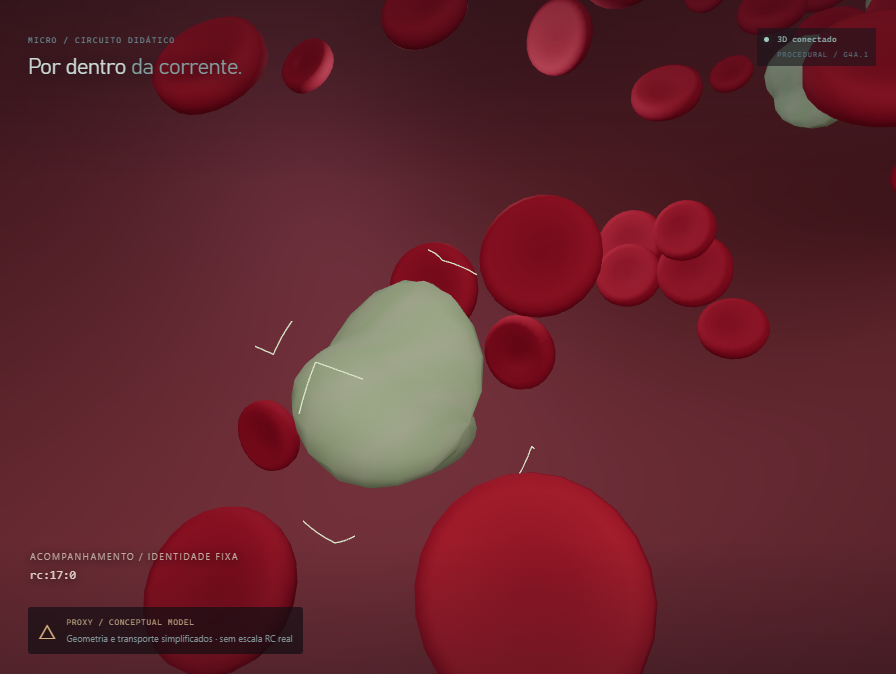 MICRO / CIRCUITO DIDÁTICO
Por dentro da corrente.
3D conectado
PROCEDURAL / G4A.1
ACOMPANHAMENTO / IDENTIDADE FIXA
rc:17:0
PROXY / CONCEPTUAL MODEL
Geometria e transporte simplificados · sem escala RC real